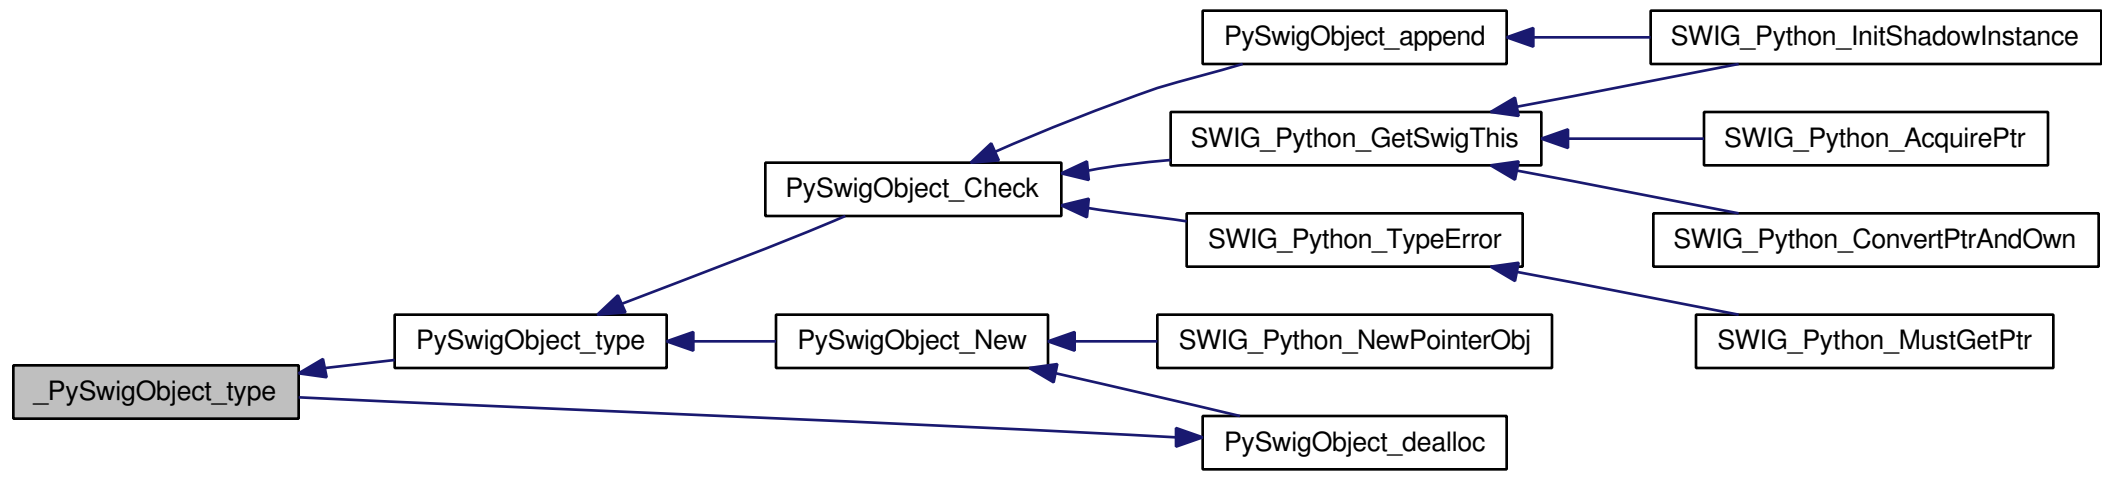 PySwigObject_append
SWIG_Python_InitShadowInstance
SWIG_Python_GetSwigThis
SWIG_Python_AcquirePtr
PySwigObject_Check
SWIG_Python_TypeError
SWIG_Python_ConvertPtrAndOwn
PySwigObject_type
PySwigObject_New
SWIG_Python_NewPointerObj
SWIG_Python_MustGetPtr
_PySwigObject_type
PySwigObject_dealloc